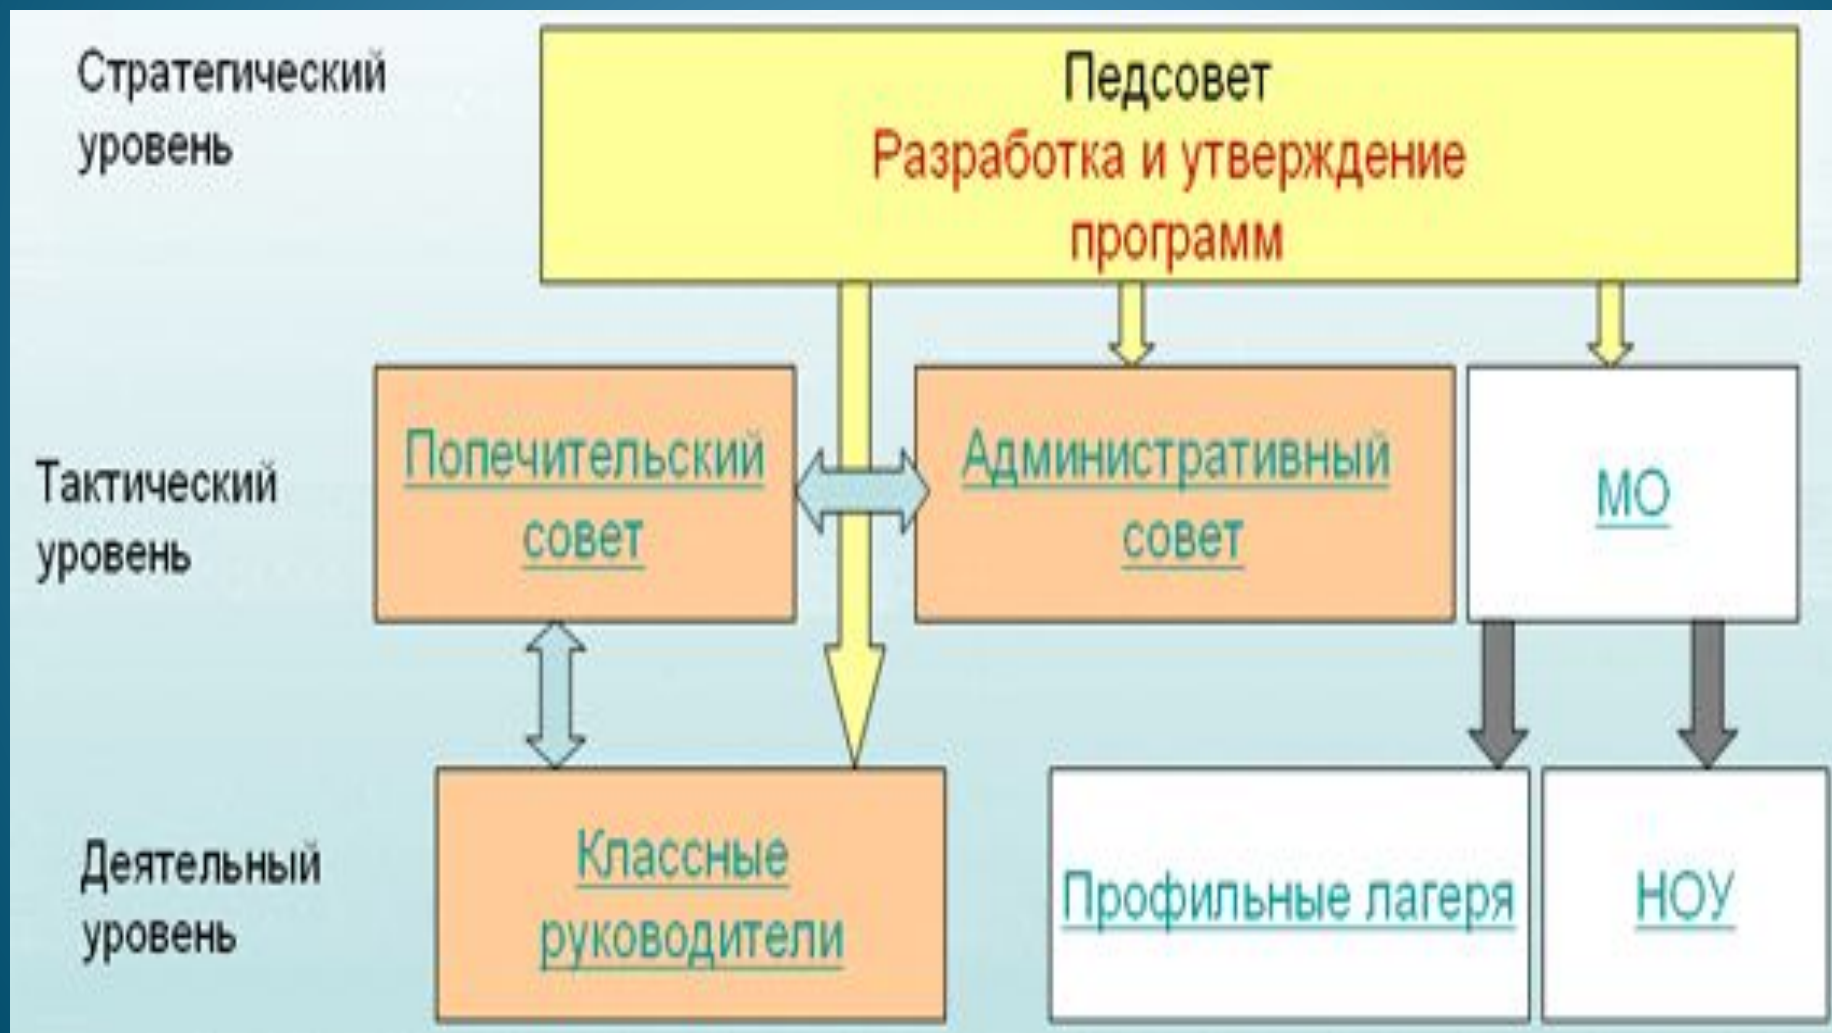 Стратегический
уровень
Педсовет
Разработка и утверждение
программ
Тактический
уровень
Попечительский
совет
Административный
совет
МО
Деятельный
уровень
Классные
руководители
Профильные лагеря
НОУ